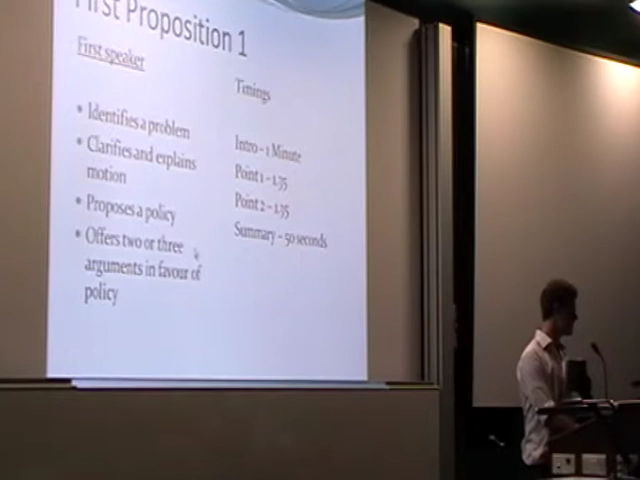 First Proposition 1
First speaker
• Identifies a problem
• Clarifies and explains
motion
• Proposes a policy
• Offers two or three
arguments in favour of
policy
Timings
Intro – 1 Minute
Point 1 – 1.35
Point 2 – 1.35
Summary – 50 seconds